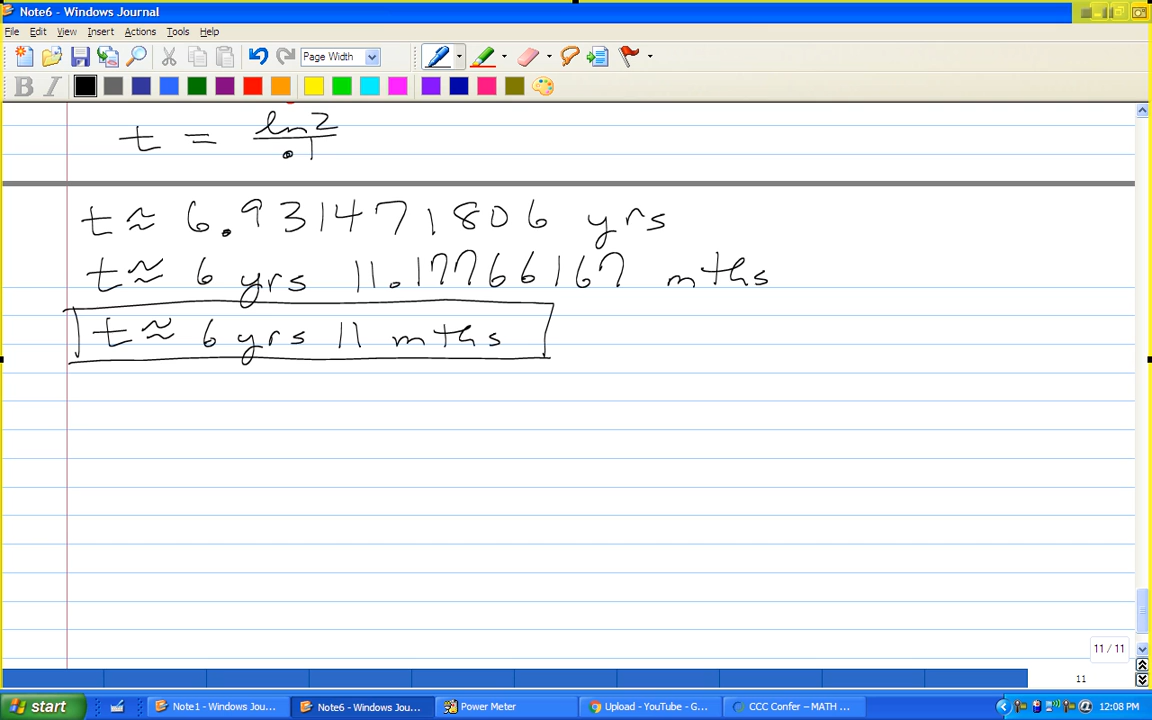 Note6 - Windows Journal
File Edit View Insert Actions Tools Help
Page Width
B I
t = ln2/.1
t ≈ 6.931471806 yrs
t ≈ 6 yrs 11.17766167 mths
t ≈ 6 yrs 11 mths
11 / 11
11
start Note1 - Windows Jou... Note6 - Windows Jou... Power Meter Upload - YouTube - G... CCC Confer -- MATH ... 12:08 PM